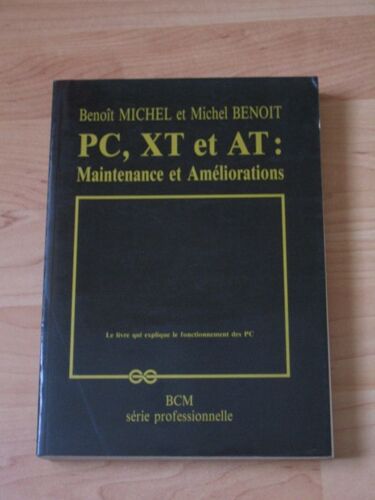 Benoît MICHEL et Michel BENOIT
PC, XT et AT :
Maintenance et Améliorations
Le livre qui explique le fonctionnement des PC
BCM
série professionnelle